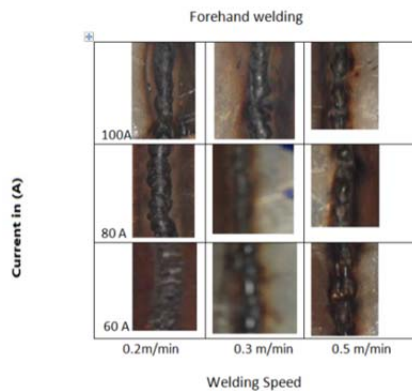 Forehand welding
100A
80 A
60 A
Current in (A)
0.2m/min
0.3 m/min
0.5 m/min
Welding Speed